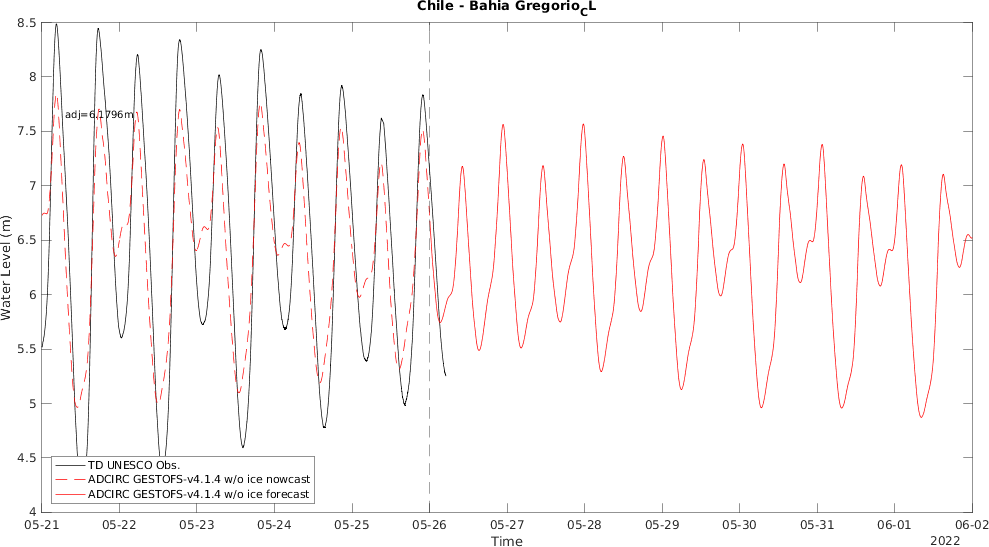 Chile - Bahia Gregorio_CL
8.5
8
7.5
7
6.5
6
5.5
5
4.5
4
Water Level (m)
adj=6.1796m
TD UNESCO Obs.
ADCIRC GESTOFS-v4.1.4 w/o ice nowcast
ADCIRC GESTOFS-v4.1.4 w/o ice forecast
05-21 05-22 05-23 05-24 05-25 05-26 05-27 05-28 05-29 05-30 05-31 06-01 06-02
Time
2022